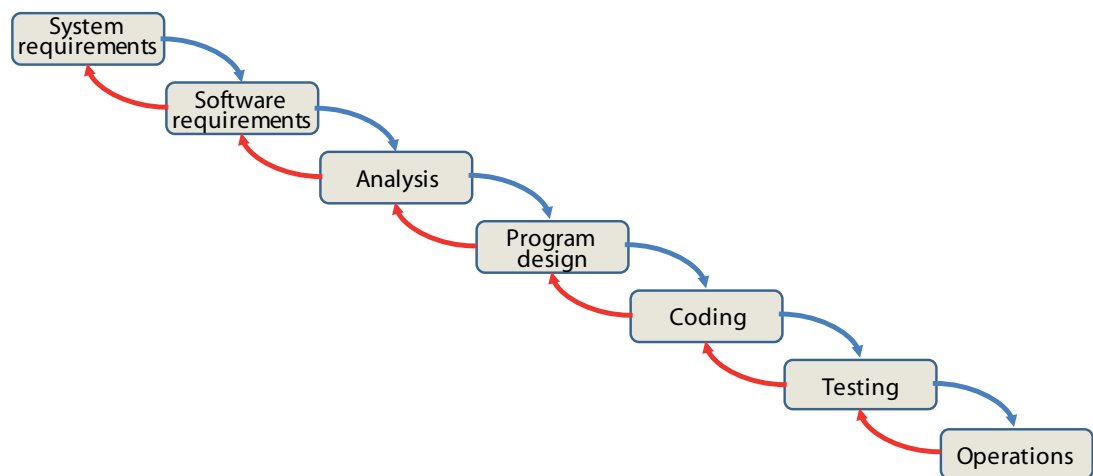 System
requirements
Software
requirements
Analysis
Program
design
Coding
Testing
Operations